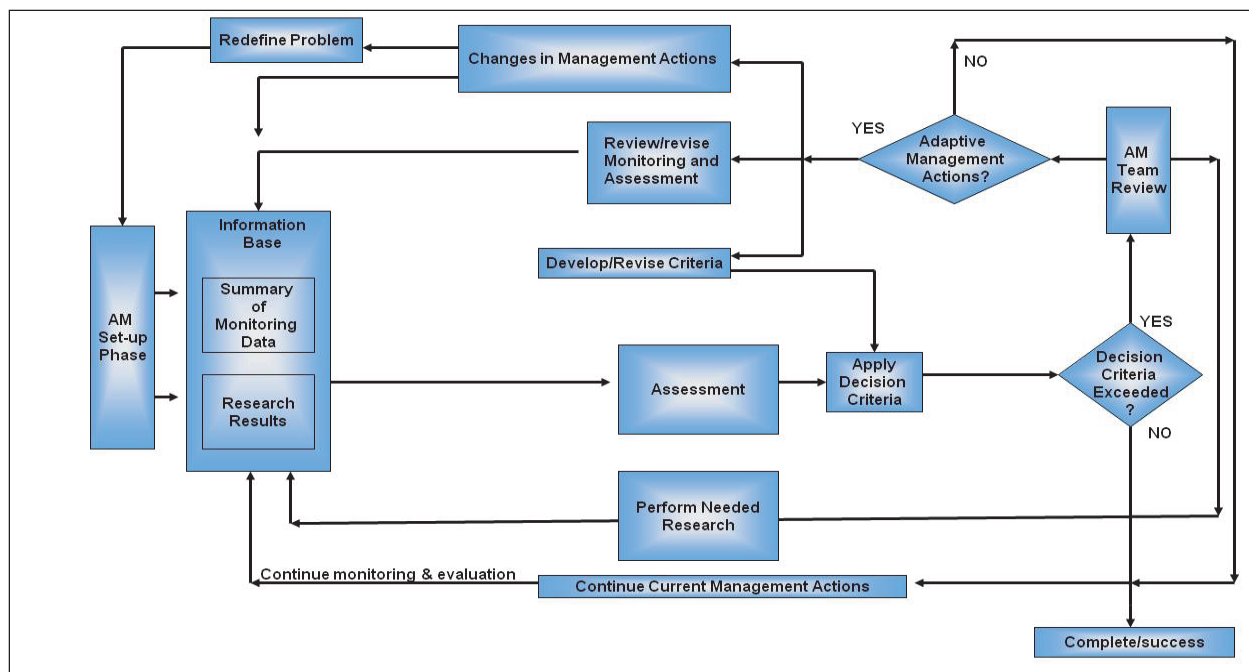 Redefine Problem
Changes in Management Actions
NO
YES
Review/revise
Monitoring and
Assessment
Adaptive
Management
Actions?
AM
Team
Review
Information
Base
Develop/Revise Criteria
Summary
of
Monitoring
Data
AM
Set-up
Phase
YES
Research
Results
Assessment
Apply
Decision
Criteria
Decision
Criteria
Exceeded
?
NO
Perform Needed
Research
Continue monitoring & evaluation
Continue Current Management Actions
Complete/success